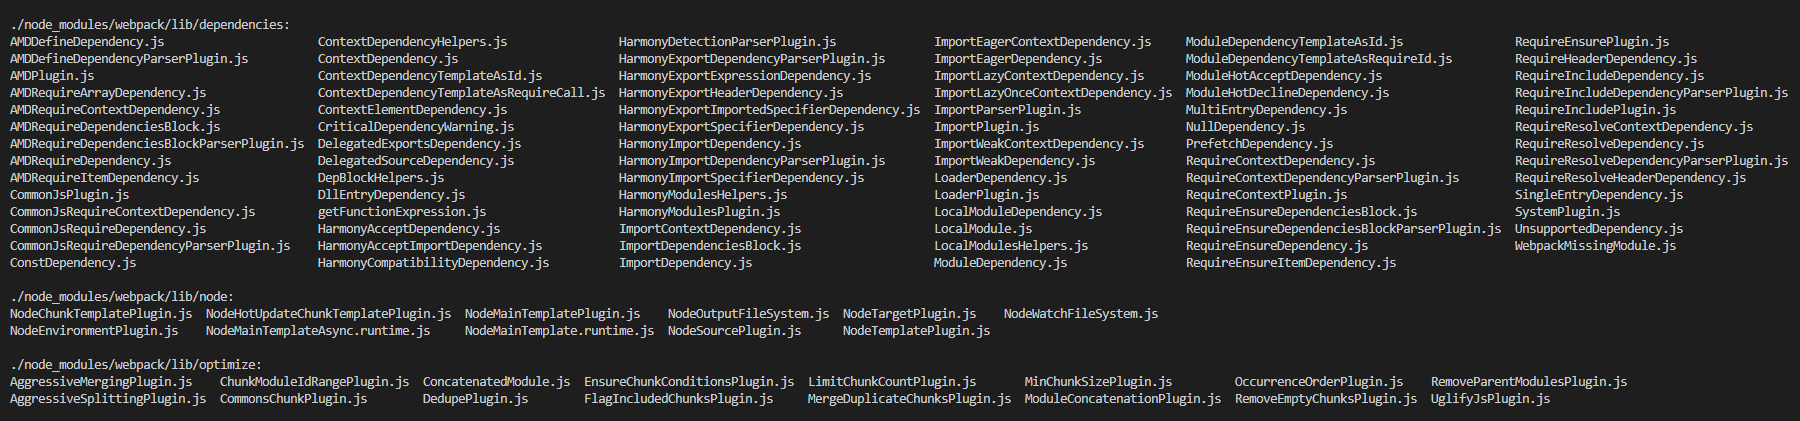 ./node_modules/webpack/lib/dependencies:
AMDDefineDependency.js ContextDependencyHelpers.js HarmonyDetectionParserPlugin.js ImportEagerContextDependency.js ModuleDependencyTemplateAsId.js RequireEnsurePlugin.js
AMDDefineDependencyParserPlugin.js ContextDependency.js HarmonyExportDependencyParserPlugin.js ImportEagerDependency.js ModuleDependencyTemplateAsRequireId.js RequireHeaderDependency.js
AMDPlugin.js ContextDependencyTemplateAsId.js HarmonyExportExpressionDependency.js ImportLazyContextDependency.js ModuleHotAcceptDependency.js RequireIncludeDependency.js
AMDRequireArrayDependency.js ContextDependencyTemplateAsRequireCall.js HarmonyExportHeaderDependency.js ImportLazyOnceContextDependency.js ModuleHotDeclineDependency.js RequireIncludeDependencyParserPlugin.js
AMDRequireContextDependency.js ContextElementDependency.js HarmonyExportImportedSpecifierDependency.js ImportParserPlugin.js MultiEntryDependency.js RequireIncludePlugin.js
AMDRequireDependenciesBlock.js CriticalDependencyWarning.js HarmonyExportSpecifierDependency.js ImportPlugin.js NullDependency.js RequireResolveContextDependency.js
AMDRequireDependenciesBlockParserPlugin.js DelegatedExportsDependency.js HarmonyImportDependency.js ImportWeakContextDependency.js PrefetchDependency.js RequireResolveDependency.js
AMDRequireDependency.js DelegatedSourceDependency.js HarmonyImportDependencyParserPlugin.js ImportWeakDependency.js RequireContextDependency.js RequireResolveDependencyParserPlugin.js
AMDRequireItemDependency.js DepBlockHelpers.js HarmonyImportSpecifierDependency.js LoaderDependency.js RequireContextDependencyParserPlugin.js RequireResolveHeaderDependency.js
CommonJsPlugin.js DllEntryDependency.js HarmonyModulesHelpers.js LoaderPlugin.js RequireContextPlugin.js SingleEntryDependency.js
CommonJsRequireContextDependency.js getFunctionExpression.js HarmonyModulesPlugin.js LocalModuleDependency.js RequireEnsureDependenciesBlock.js SystemPlugin.js
CommonJsRequireDependency.js HarmonyAcceptDependency.js ImportContextDependency.js LocalModule.js RequireEnsureDependenciesBlockParserPlugin.js UnsupportedDependency.js
CommonJsRequireDependencyParserPlugin.js HarmonyAcceptImportDependency.js ImportDependenciesBlock.js LocalModulesHelpers.js RequireEnsureDependency.js WebpackMissingModule.js
ConstDependency.js HarmonyCompatibilityDependency.js ImportDependency.js ModuleDependency.js RequireEnsureItemDependency.js
./node_modules/webpack/lib/node:
NodeChunkTemplatePlugin.js NodeHotUpdateChunkTemplatePlugin.js NodeMainTemplatePlugin.js NodeOutputFileSystem.js NodeTargetPlugin.js NodeWatchFileSystem.js
NodeEnvironmentPlugin.js NodeMainTemplateAsync.runtime.js NodeMainTemplate.runtime.js NodeSourcePlugin.js NodeTemplatePlugin.js
./node_modules/webpack/lib/optimize:
AggressiveMergingPlugin.js ChunkModuleIdRangePlugin.js ConcatenatedModule.js EnsureChunkConditionsPlugin.js LimitChunkCountPlugin.js MinChunkSizePlugin.js OccurrenceOrderPlugin.js RemoveParentModulesPlugin.js
AggressiveSplittingPlugin.js CommonsChunkPlugin.js DedupePlugin.js FlagIncludedChunksPlugin.js MergeDuplicateChunksPlugin.js ModuleConcatenationPlugin.js RemoveEmptyChunksPlugin.js UglifyJsPlugin.js